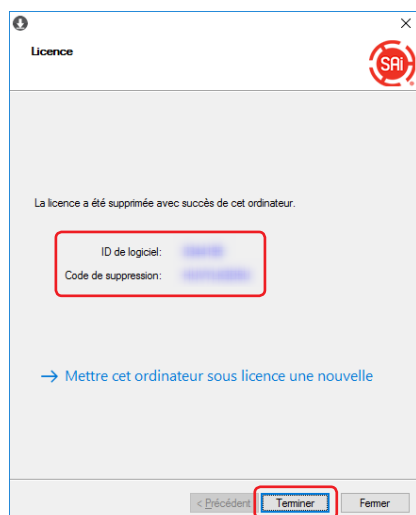 Licence
SAi
La licence a été supprimée avec succès de cet ordinateur.
ID de logiciel:
Code de suppression:
→ Mettre cet ordinateur sous licence une nouvelle
< Précédent
Terminer
Fermer